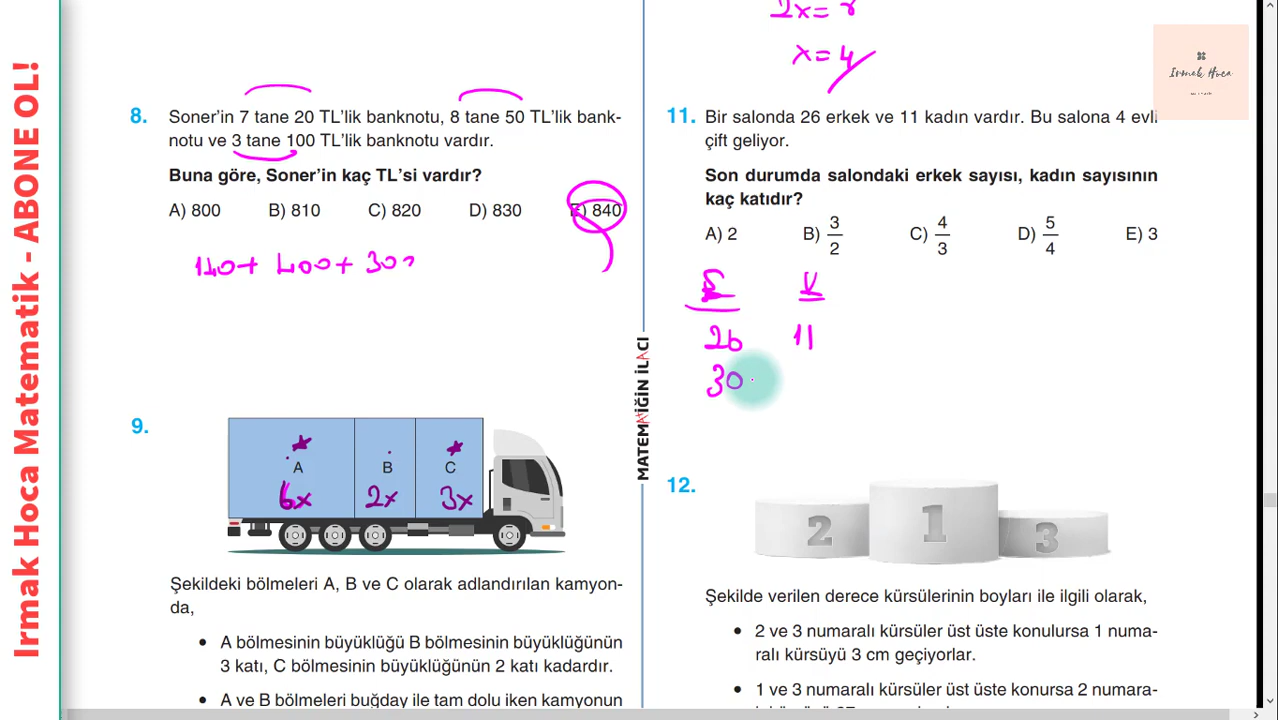 Irmak Hoca Matematik - ABONE OL!
2x=
x=4
Irmak Hoca
8. Soner'in 7 tane 20 TL'lik banknotu, 8 tane 50 TL'lik bank-
notu ve 3 tane 100 TL'lik banknotu vardır.
Buna göre, Soner'in kaç TL'si vardır?
A) 800 B) 810 C) 820 D) 830 E) 840
140+ 400+ 300
9.
A B C
6x 2x 3x
Şekildeki bölmeleri A, B ve C olarak adlandırılan kamyon-
da,
• A bölmesinin büyüklüğü B bölmesinin büyüklüğünün
3 katı, C bölmesinin büyüklüğünün 2 katı kadardır.
• A ve B bölmeleri buğday ile tam dolu iken kamyonun
MATEMATİĞİN İLACI
11. Bir salonda 26 erkek ve 11 kadın vardır. Bu salona 4 evli
çift geliyor.
Son durumda salondaki erkek sayısı, kadın sayısının
kaç katıdır?
A) 2 B) 3/2 C) 4/3 D) 5/4 E) 3
26 11
30
12.
2 1 3
Şekilde verilen derece kürsülerinin boyları ile ilgili olarak,
• 2 ve 3 numaralı kürsüler üst üste konulursa 1 numa-
ralı kürsüyü 3 cm geçiyorlar.
• 1 ve 3 numaralı kürsüler üst üste konursa 2 numara-